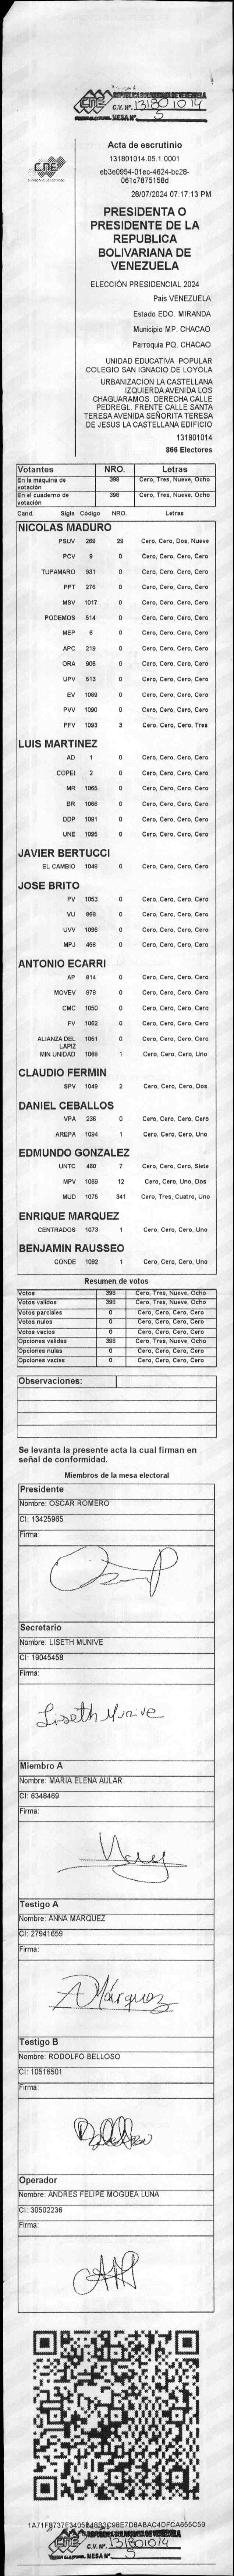 REPUBLICA BOLIVARIANA DE VENEZUELA
CNE
C.V. Nº. 131801014
MESA Nº 5
Acta de escrutinio
131801014.05.1.0001
28/07/2024 07:17:13 PM
CNE
PRESIDENTA O
PRESIDENTE DE LA
REPUBLICA
BOLIVARIANA DE
VENEZUELA
ELECCIÓN PRESIDENCIAL 2024
Pais VENEZUELA
Estado EDO. MIRANDA
Municipio MP. CHACAO
Parroquia PQ. CHACAO
UNIDAD EDUCATIVA POPULAR
COLEGIO SAN IGNACIO DE LOYOLA
URBANIZACION LA CASTELLANA
IZQUIERDA AVENIDA LOS
CHAGUARAMOS. DERECHA CALLE
PEDREGL. FRENTE CALLE SANTA
TERESA AVENIDA SEÑORITA TERESA
DE JESUS LA CASTELLANA EDIFICIO
131801014
866 Electores
Votantes NRO. Letras
En la máquina de votación 398 Cero, Tres, Nueve, Ocho
En el cuaderno de votación 398 Cero, Tres, Nueve, Ocho
Cand. Sigla Código NRO. Letras
NICOLAS MADURO
PSUV 269 29 Cero, Cero, Dos, Nueve
PCV 9 0 Cero, Cero, Cero, Cero
TUPAMARO 931 0 Cero, Cero, Cero, Cero
PPT 276 0 Cero, Cero, Cero, Cero
MSV 1017 0 Cero, Cero, Cero, Cero
PODEMOS 514 0 Cero, Cero, Cero, Cero
MEP 6 0 Cero, Cero, Cero, Cero
APC 219 0 Cero, Cero, Cero, Cero
ORA 906 0 Cero, Cero, Cero, Cero
UPV 513 0 Cero, Cero, Cero, Cero
EV 1089 0 Cero, Cero, Cero, Cero
PVV 1090 0 Cero, Cero, Cero, Cero
PFV 1093 3 Cero, Cero, Cero, Tres
LUIS MARTINEZ
AD 1 0 Cero, Cero, Cero, Cero
COPEI 2 0 Cero, Cero, Cero, Cero
MR 1065 0 Cero, Cero, Cero, Cero
BR 1066 0 Cero, Cero, Cero, Cero
DDP 1091 0 Cero, Cero, Cero, Cero
UNE 1095 0 Cero, Cero, Cero, Cero
JAVIER BERTUCCI
EL CAMBIO 1048 0 Cero, Cero, Cero, Cero
JOSE BRITO
PV 1053 0 Cero, Cero, Cero, Cero
VU 868 0 Cero, Cero, Cero, Cero
UVV 1096 0 Cero, Cero, Cero, Cero
MPJ 458 0 Cero, Cero, Cero, Cero
ANTONIO ECARRI
AP 814 0 Cero, Cero, Cero, Cero
MOVEV 878 0 Cero, Cero, Cero, Cero
CMC 1050 0 Cero, Cero, Cero, Cero
FV 1062 0 Cero, Cero, Cero, Cero
ALIANZA DEL LAPIZ 1061 0 Cero, Cero, Cero, Cero
MIN UNIDAD 1068 1 Cero, Cero, Cero, Uno
CLAUDIO FERMIN
SPV 1049 2 Cero, Cero, Cero, Dos
DANIEL CEBALLOS
VPA 236 0 Cero, Cero, Cero, Cero
AREPA 1094 1 Cero, Cero, Cero, Uno
EDMUNDO GONZALEZ
UNTC 480 7 Cero, Cero, Cero, Siete
MPV 1069 12 Cero, Cero, Uno, Dos
MUD 1075 341 Cero, Tres, Cuatro, Uno
ENRIQUE MARQUEZ
CENTRADOS 1073 1 Cero, Cero, Cero, Uno
BENJAMIN RAUSSEO
CONDE 1092 1 Cero, Cero, Cero, Uno
Resumen de votos
Votos 398 Cero, Tres, Nueve, Ocho
Votos validos 398 Cero, Tres, Nueve, Ocho
Votos parciales 0 Cero, Cero, Cero, Cero
Votos nulos 0 Cero, Cero, Cero, Cero
Votos vacios 0 Cero, Cero, Cero, Cero
Opciones validas 398 Cero, Tres, Nueve, Ocho
Opciones nulas 0 Cero, Cero, Cero, Cero
Opciones vacias 0 Cero, Cero, Cero, Cero
Observaciones:
Se levanta la presente acta la cual firman en
señal de conformidad.
Miembros de la mesa electoral
Presidente
Nombre: OSCAR ROMERO
CI: 13425965
Firma:
Secretario
Nombre: LISETH MUNIVE
CI: 19045458
Firma:
Liseth Munive
Miembro A
Nombre: MARIA ELENA AULAR
CI: 6348469
Firma:
Testigo A
Nombre: ANNA MARQUEZ
CI: 27941659
Firma:
A Márquez
Testigo B
Nombre: RODOLFO BELLOSO
CI: 10516501
Firma:
Operador
Nombre: ANDRES FELIPE MOGUEA LUNA
CI: 30502236
Firma:
CNE
C.V. Nº. 131801014
MESA Nº 5